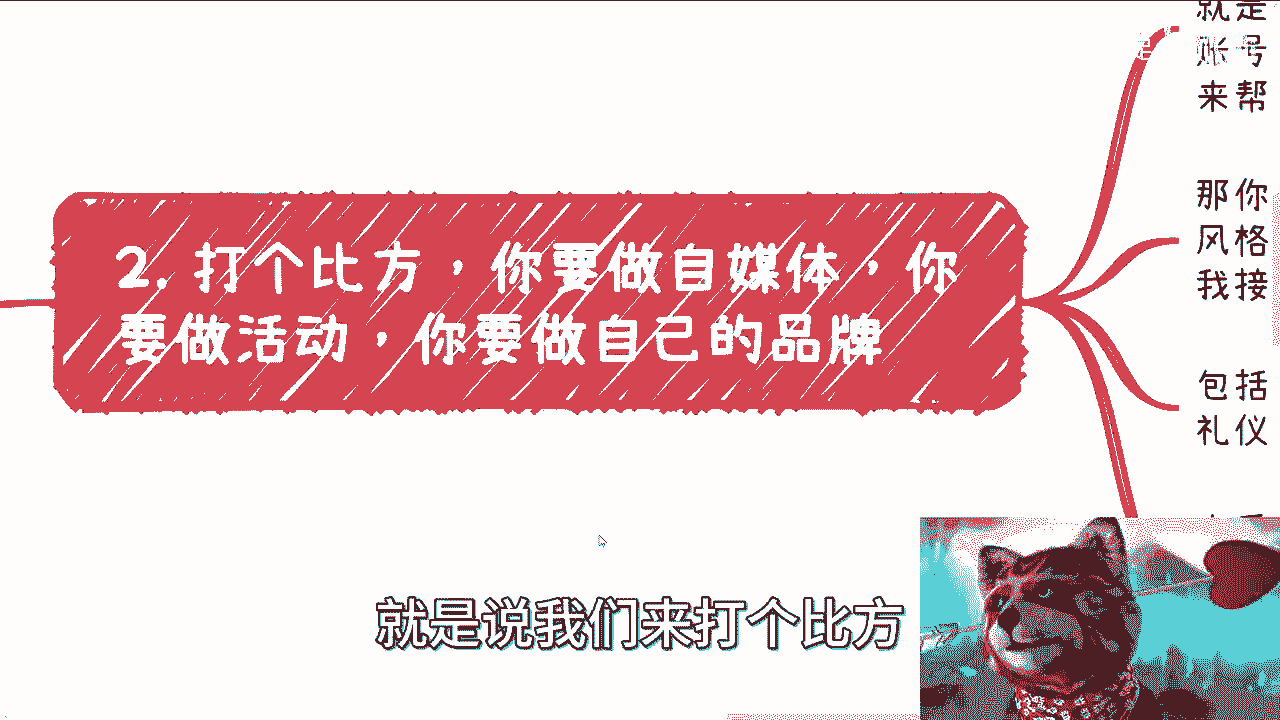 就是
账号
来帮
2. 打个比方，你要做自媒体，你
要做活动，你要做自己的品牌
那你
风格
我接
包括
礼仪
就是说我们来打个比方